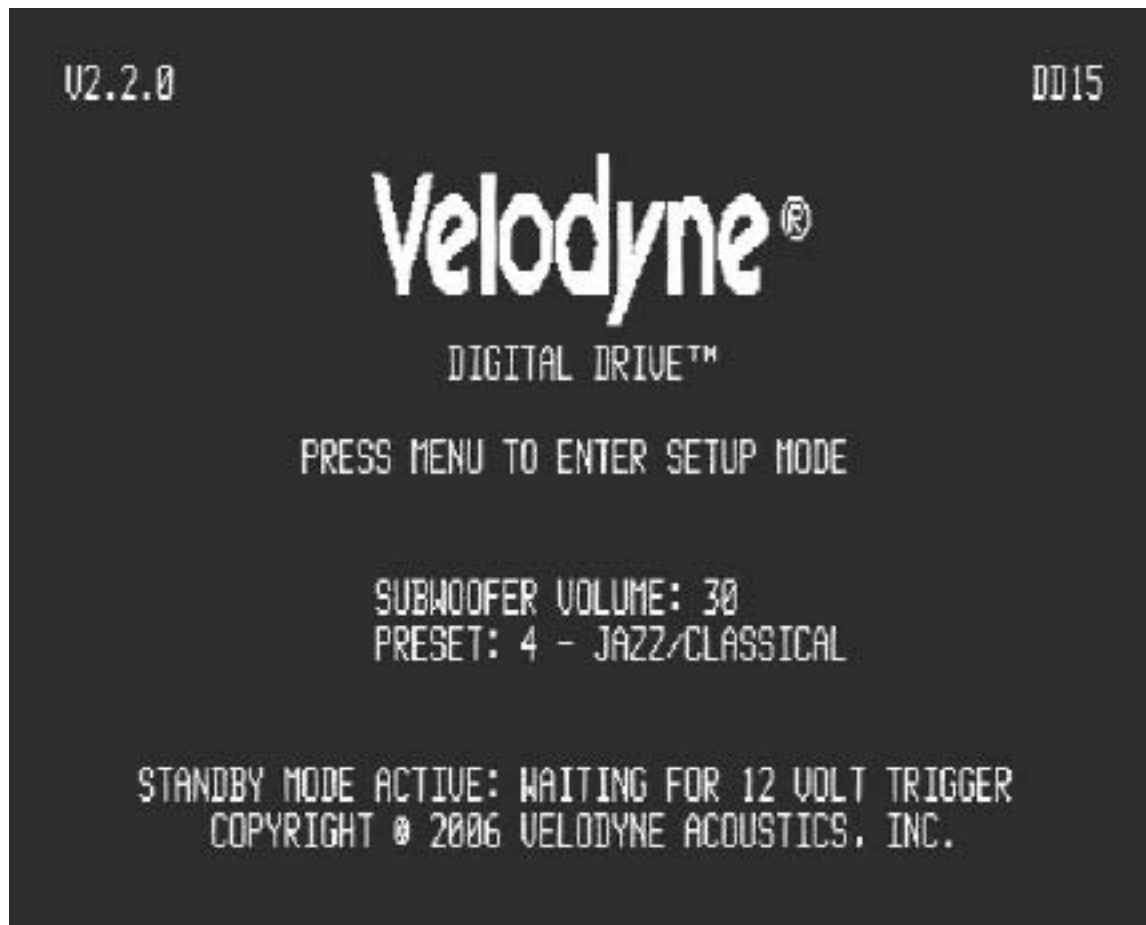 V2.2.0 DD15
Velodyne®
DIGITAL DRIVE™
PRESS MENU TO ENTER SETUP MODE
SUBWOOFER VOLUME: 30
PRESET: 4 - JAZZ/CLASSICAL
STANDBY MODE ACTIVE: WAITING FOR 12 VOLT TRIGGER
COPYRIGHT © 2006 VELODYNE ACOUSTICS, INC.